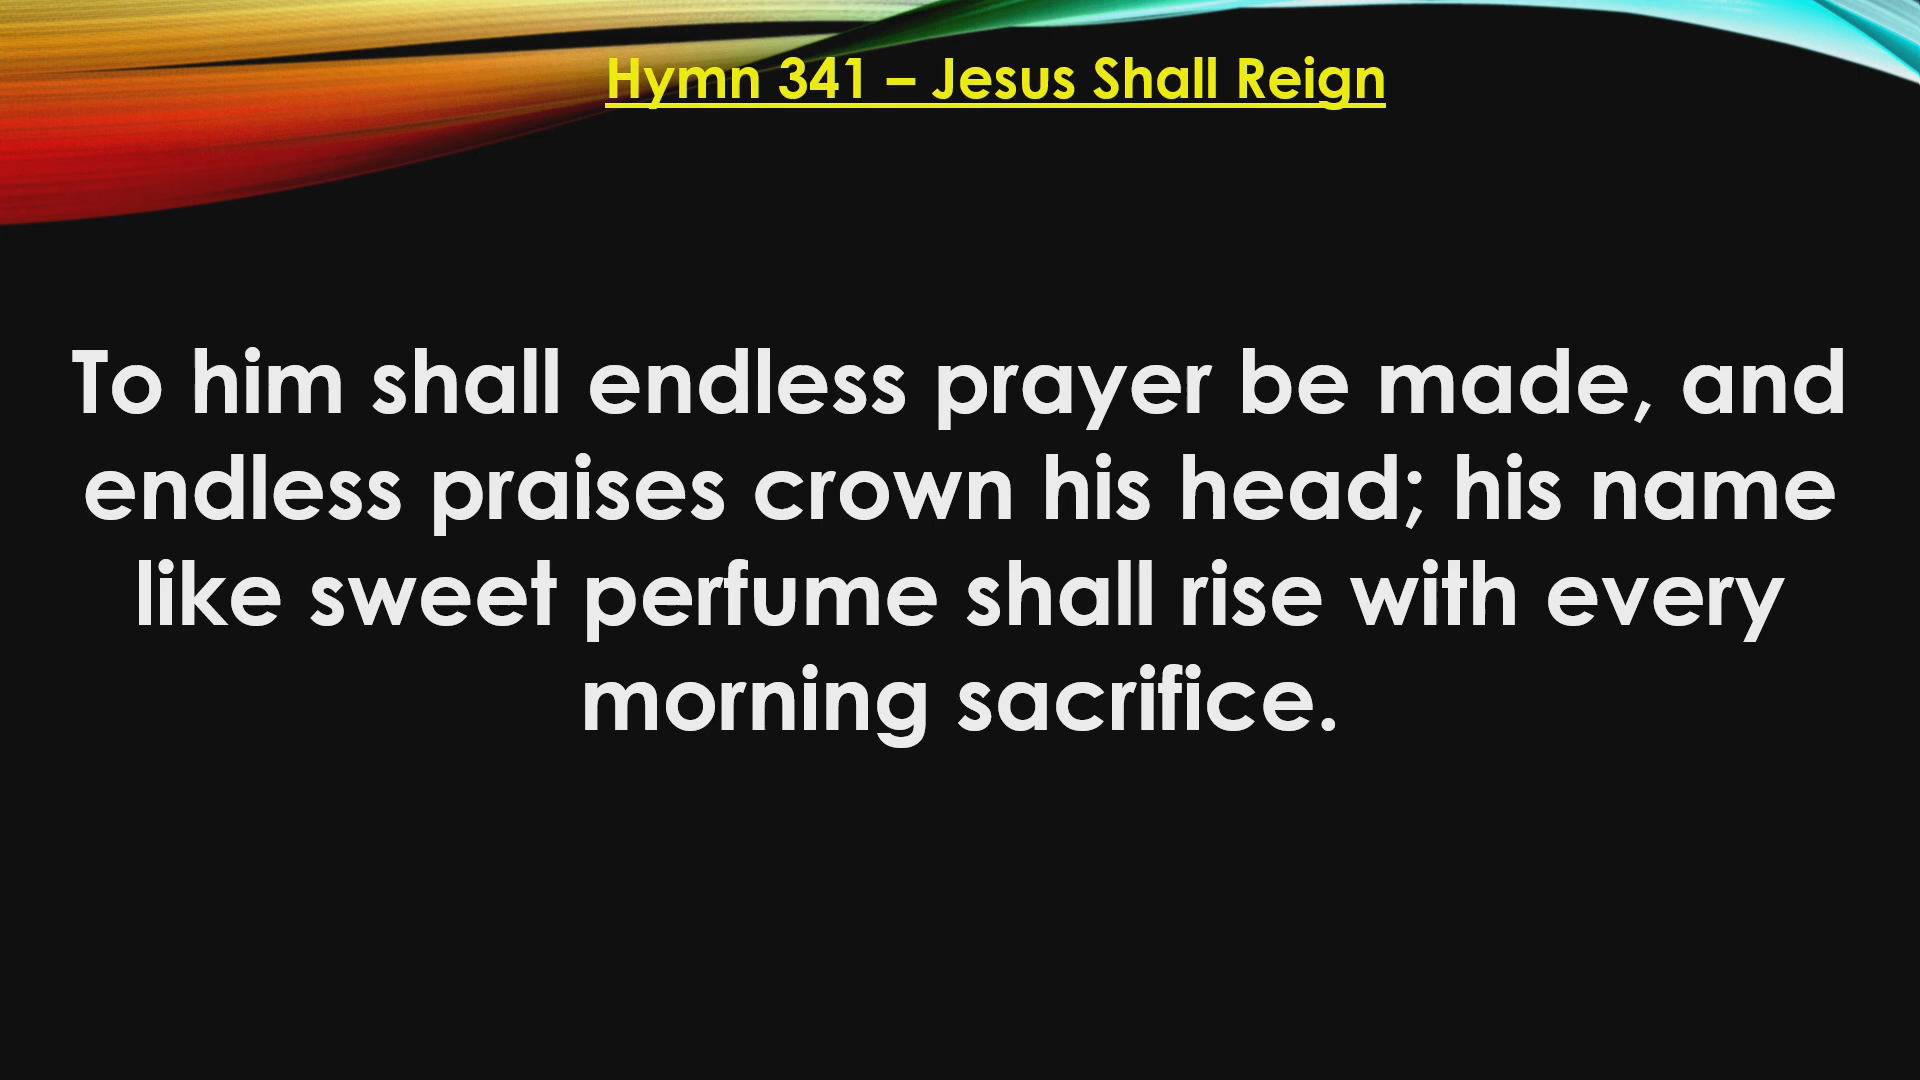 Hymn 341 – Jesus Shall Reign
To him shall endless prayer be made, and
endless praises crown his head; his name
like sweet perfume shall rise with every
morning sacrifice.